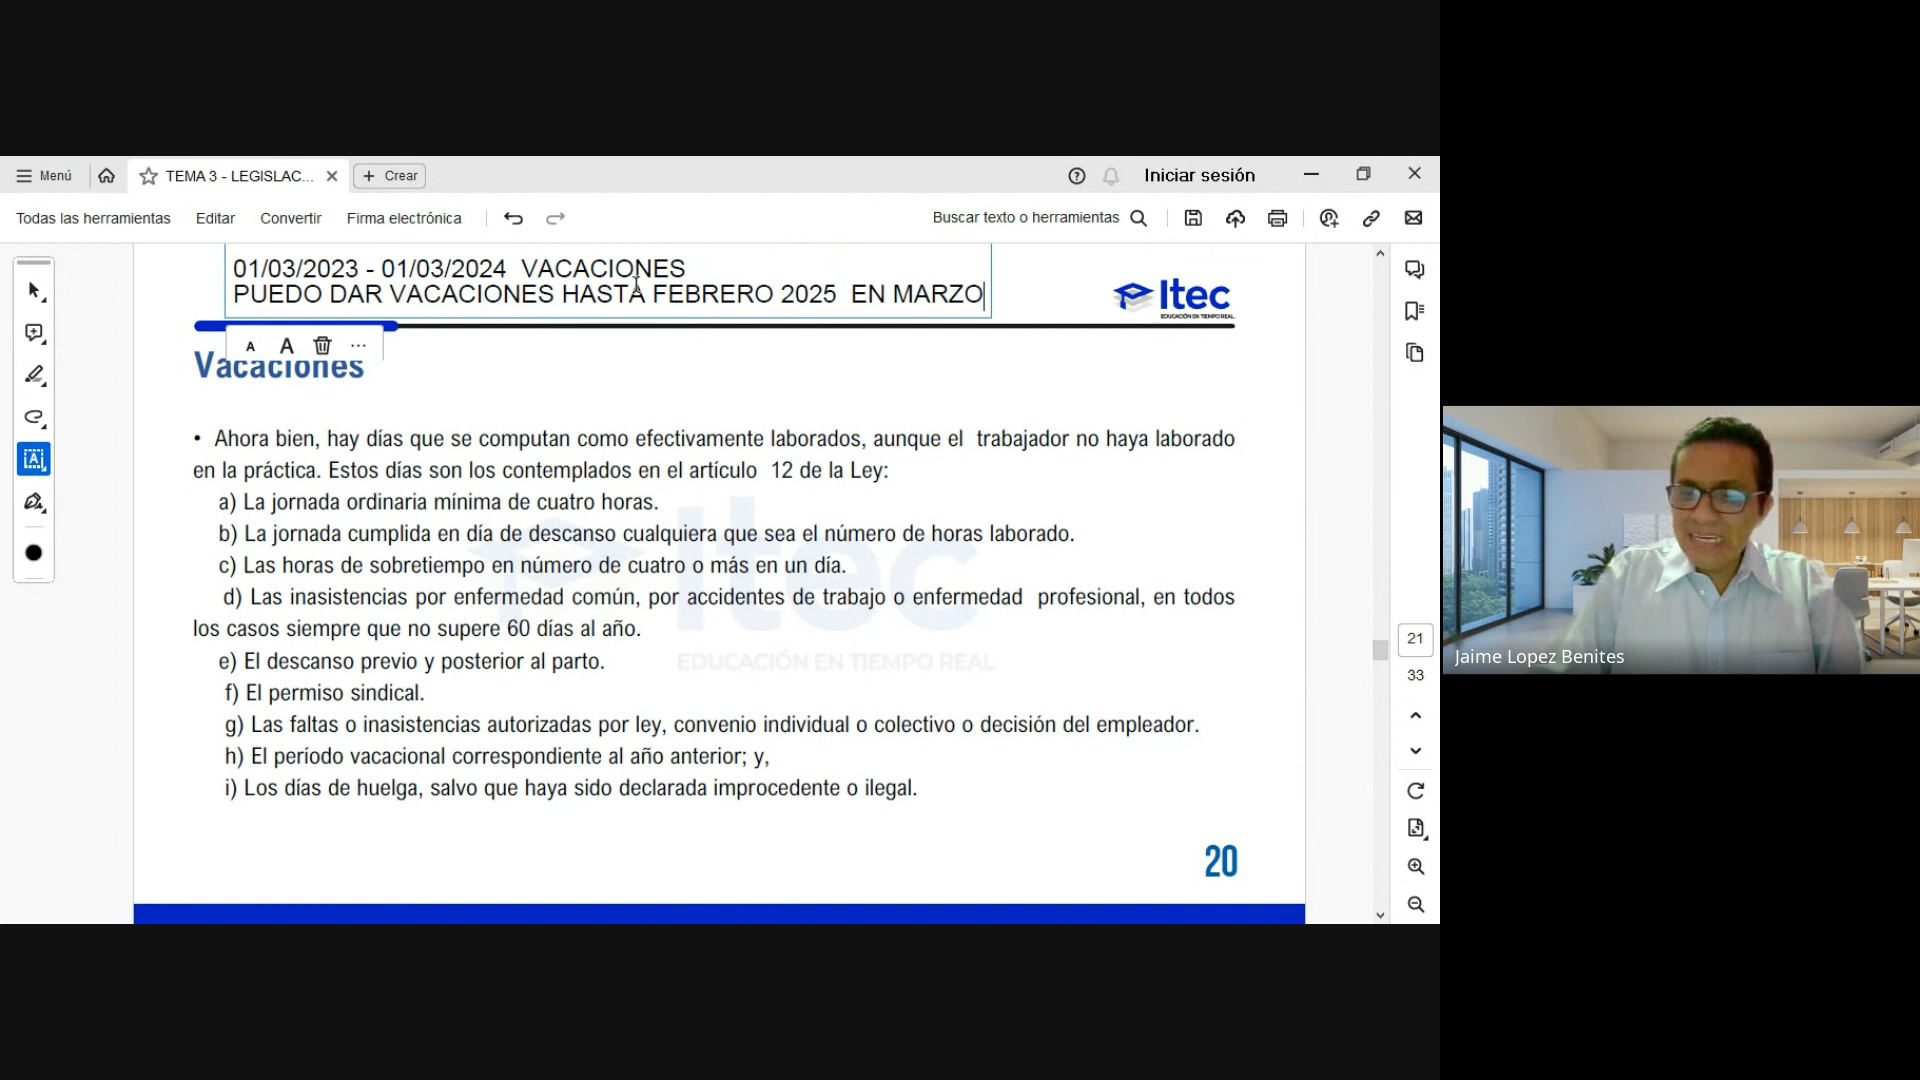 Menú
TEMA 3 - LEGISLAC...
Crear
Iniciar sesión
Todas las herramientas
Editar
Convertir
Firma electrónica
Buscar texto o herramientas
01/03/2023 - 01/03/2024 VACACIONES
PUEDO DAR VACACIONES HASTA FEBRERO 2025 EN MARZO
Itec
EDUCACIÓN EN TIEMPO REAL
A A ...
Vacaciones
• Ahora bien, hay días que se computan como efectivamente laborados, aunque el trabajador no haya laborado
en la práctica. Estos días son los contemplados en el artículo 12 de la Ley:
a) La jornada ordinaria mínima de cuatro horas.
b) La jornada cumplida en día de descanso cualquiera que sea el número de horas laborado.
c) Las horas de sobretiempo en número de cuatro o más en un día.
d) Las inasistencias por enfermedad común, por accidentes de trabajo o enfermedad profesional, en todos
los casos siempre que no supere 60 días al año.
e) El descanso previo y posterior al parto.
f) El permiso sindical.
g) Las faltas o inasistencias autorizadas por ley, convenio individual o colectivo o decisión del empleador.
h) El período vacacional correspondiente al año anterior; y,
i) Los días de huelga, salvo que haya sido declarada improcedente o ilegal.
Itec
EDUCACIÓN EN TIEMPO REAL
20
21
33
Jaime Lopez Benites